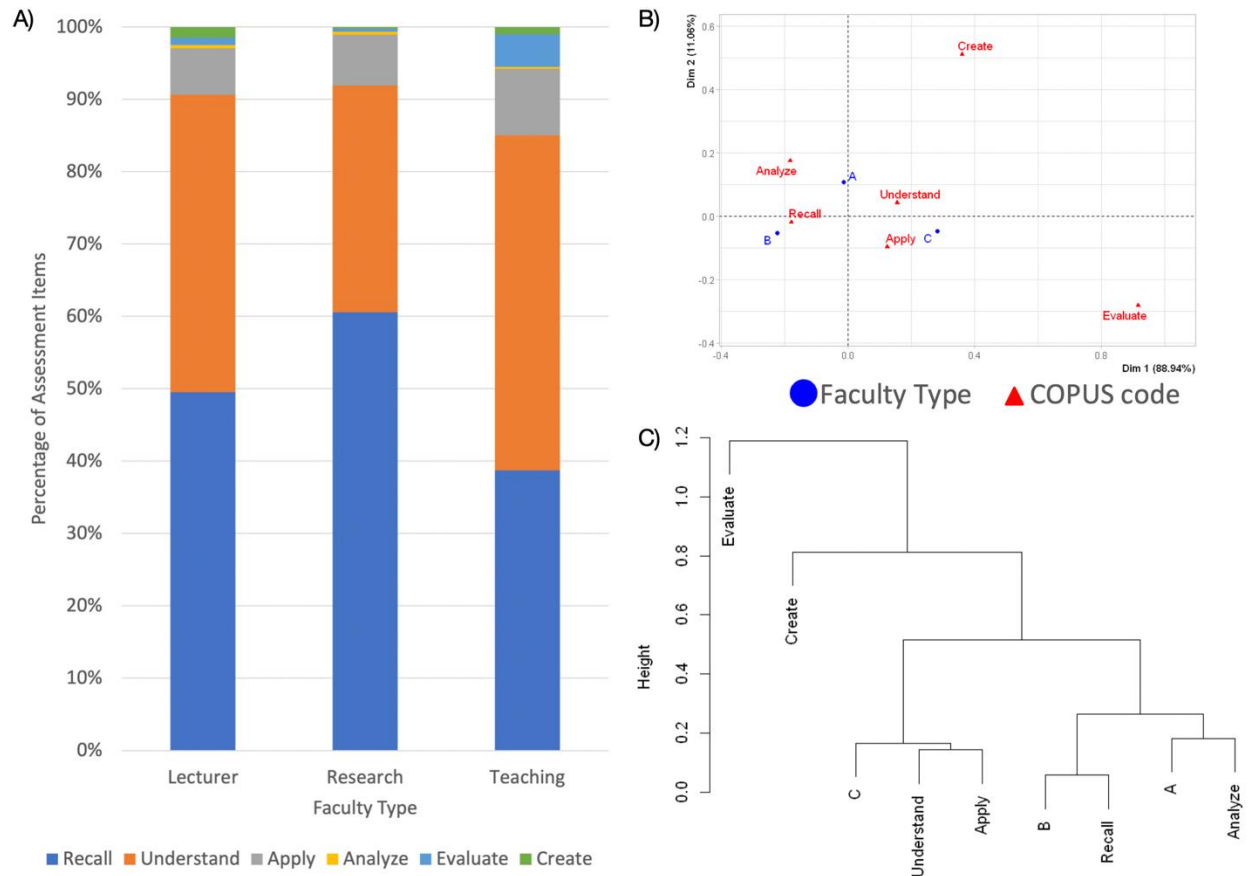 A)
100%
90%
80%
70%
60%
50%
40%
30%
20%
10%
0%
Percentage of Assessment Items
Lecturer Research Teaching
Faculty Type
Recall Understand Apply Analyze Evaluate Create
B)
Dim 2 (11.06%)
0.6
0.4
0.2
0.0
-0.2
-0.4
Create
Analyze
A
Understand
Recall
B
Apply
C
Evaluate
-0.4 0.0 0.4 0.8
Dim 1 (88.94%)
Faculty Type COPUS code
C)
Height
1.2
1.0
0.8
0.6
0.4
0.2
0.0
Evaluate
Create
C
Understand
Apply
B
Recall
A
Analyze